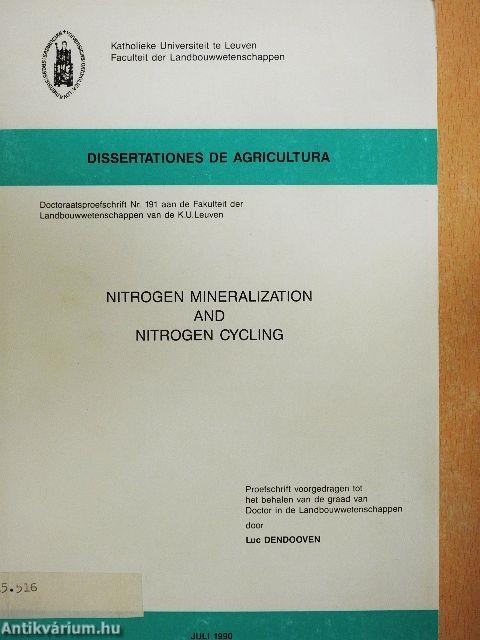 Katholieke Universiteit te Leuven
Faculteit der Landbouwwetenschappen
DISSERTATIONES DE AGRICULTURA
Doctoraatsproefschrift Nr. 191 aan de Fakulteit der
Landbouwwetenschappen van de K.U.Leuven
NITROGEN MINERALIZATION
AND
NITROGEN CYCLING
Proefschrift voorgedragen tot
het behalen van de graad van
Doctor in de Landbouwwetenschappen
door
Luc DENDOOVEN
5.516
Antikvárium.hu
JULI 1990